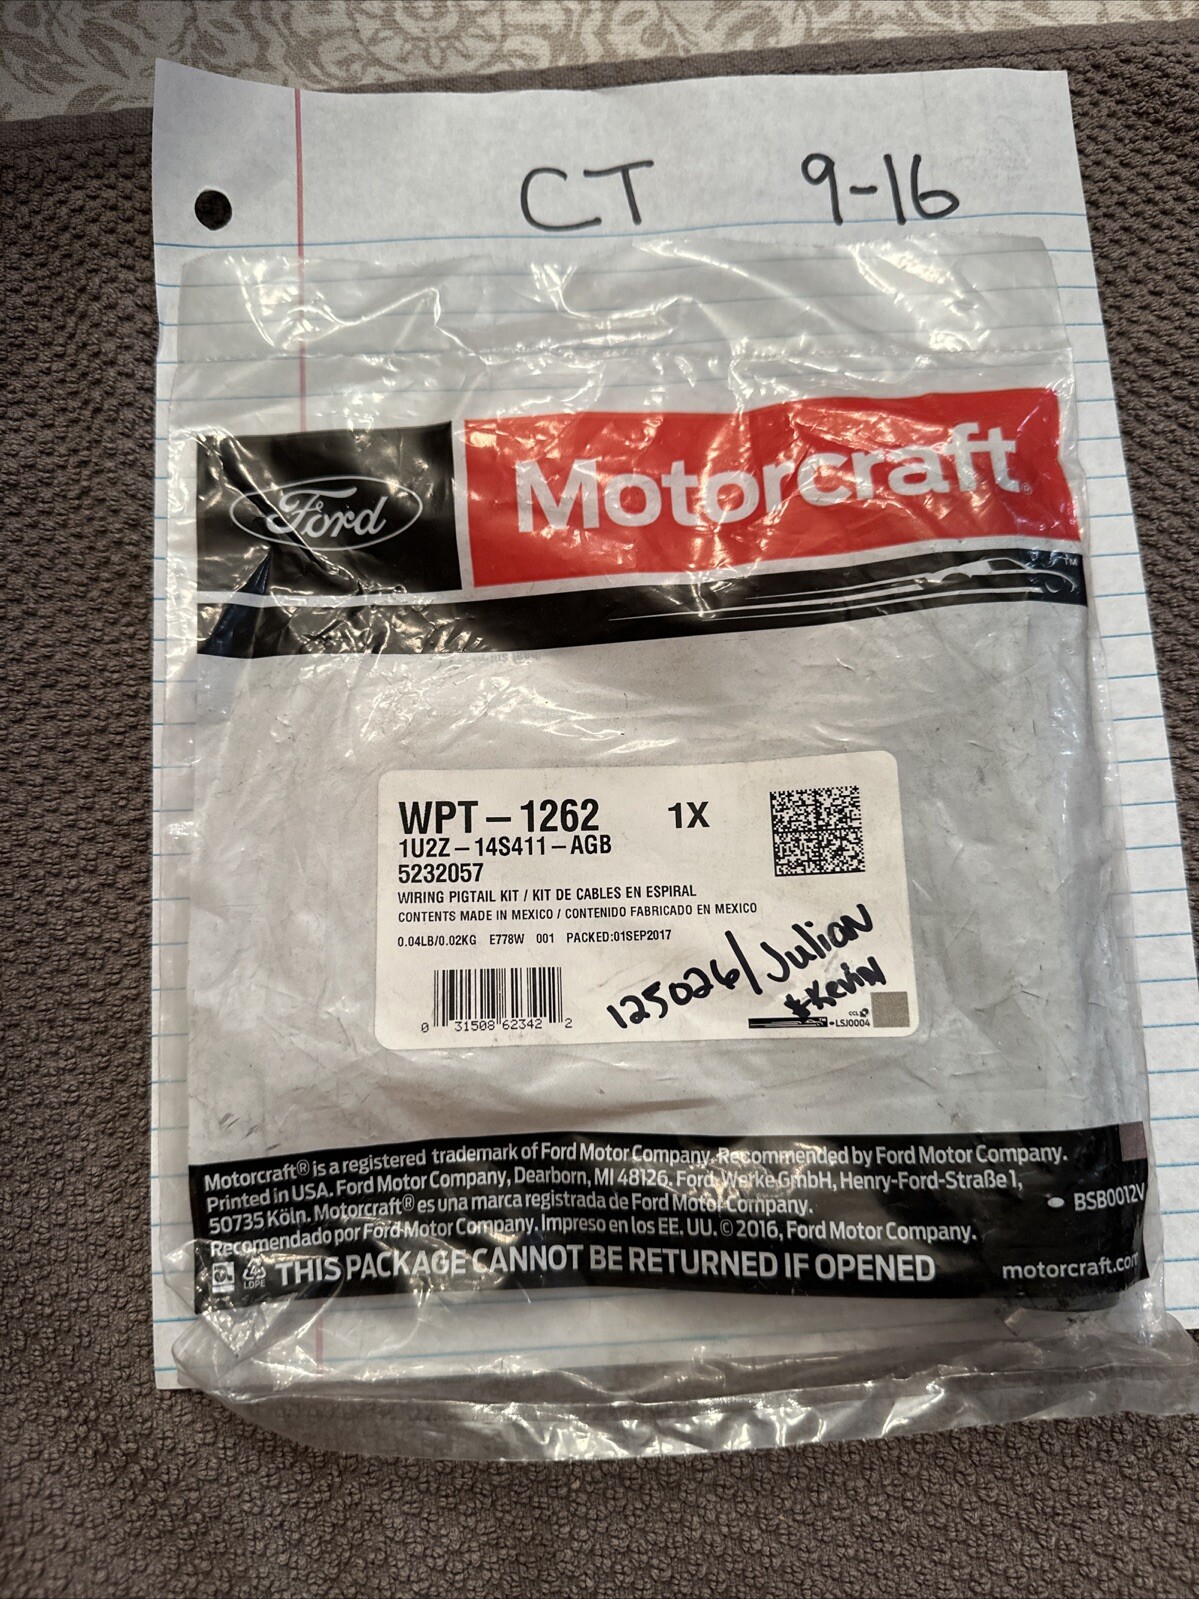 CT 9-16
Ford Motorcraft
TM
WPT-1262 1X
1U2Z-14S411-AGB
5232057
WIRING PIGTAIL KIT / KIT DE CABLES EN ESPIRAL
CONTENTS MADE IN MEXICO / CONTENIDO FABRICADO EN MEXICO
0.04LB/0.02KG E778W 001 PACKED:01SEP2017
125026/Julian
&Kevin
0 31508 62342 2
CCL
LSJ0004
Motorcraft® is a registered trademark of Ford Motor Company. Recommended by Ford Motor Company.
Printed in USA. Ford Motor Company, Dearborn, MI 48126. Ford-Werke GmbH, Henry-Ford-Straße 1,
50735 Köln. Motorcraft® es una marca registrada de Ford Motor Company.
Recomendado por Ford Motor Company. Impreso en los EE. UU. © 2016, Ford Motor Company.
BSB0012V
4
LDPE
THIS PACKAGE CANNOT BE RETURNED IF OPENED
motorcraft.com